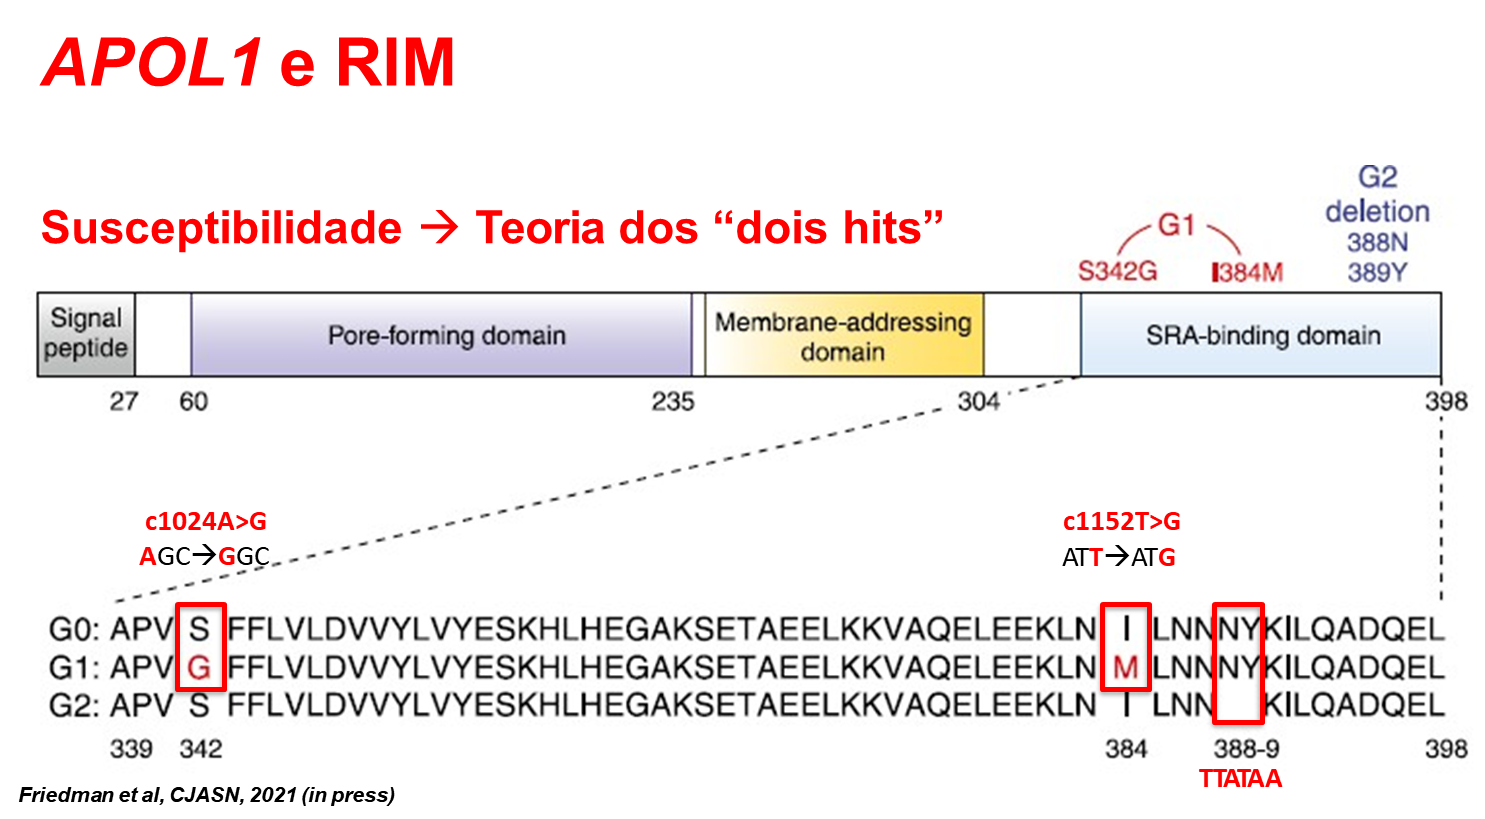 APOL1 e RIM
Susceptibilidade → Teoria dos “dois hits”
G1
S342G I384M
G2
deletion
388N
389Y
Signal
peptide
Pore-forming domain
Membrane-addressing
domain
SRA-binding domain
27 60 235 304 398
c1024A>G
AGC→GGC
c1152T>G
ATT→ATG
G0: APV S FFLVLDVVYLVYESKHLHEGAKSETAEELKKVAQELEEKLN I LNNNYKILQADQEL
G1: APV G FFLVLDVVYLVYESKHLHEGAKSETAEELKKVAQELEEKLN M LNNNYKILQADQEL
G2: APV S FFLVLDVVYLVYESKHLHEGAKSETAEELKKVAQELEEKLN I LNN KILQADQEL
339 342 384 388-9 398
TTATAA
Friedman et al, CJASN, 2021 (in press)